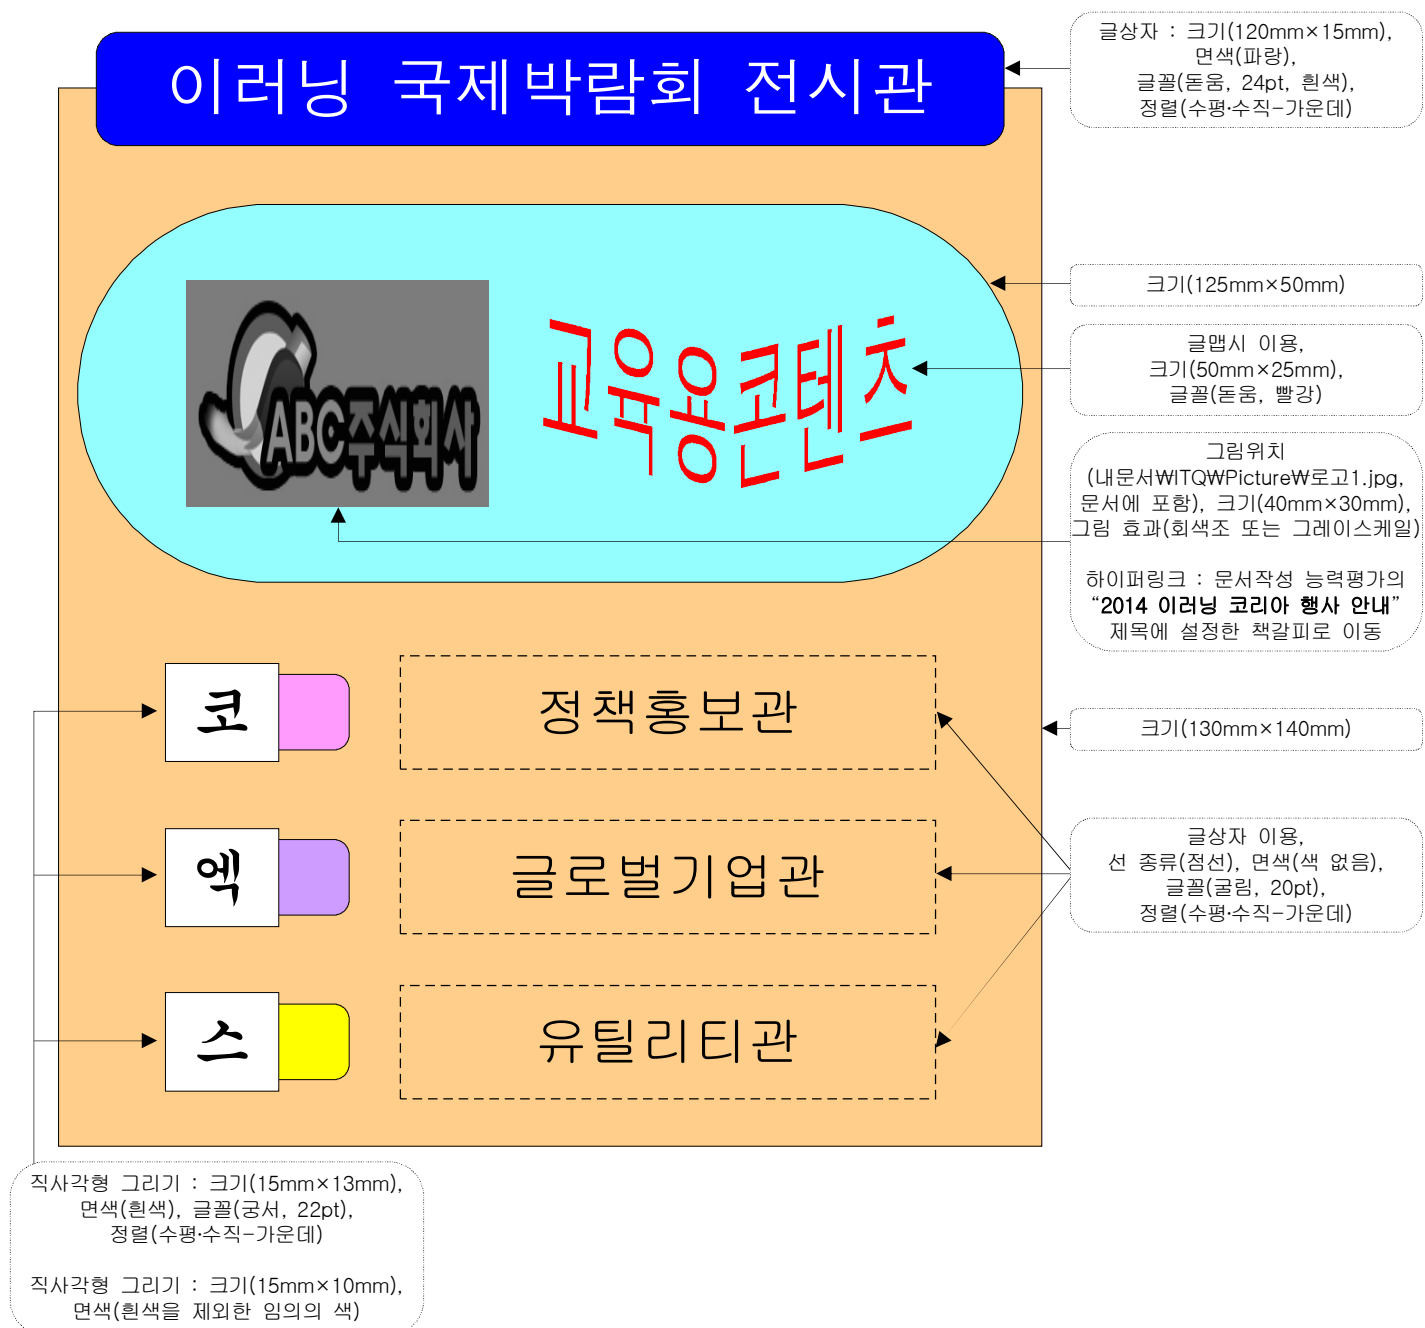 이러닝 국제박람회 전시관
글상자 : 크기(120mm×15mm),
면색(파랑),
글꼴(돋움, 24pt, 흰색),
정렬(수평·수직-가운데)
크기(125mm×50mm)
ABC주식회사
교육용콘텐츠
글맵시 이용,
크기(50mm×25mm),
글꼴(돋움, 빨강)
그림위치
(내문서₩ITQ₩Picture₩로고1.jpg,
문서에 포함), 크기(40mm×30mm),
그림 효과(회색조 또는 그레이스케일)
하이퍼링크 : 문서작성 능력평가의
“2014 이러닝 코리아 행사 안내”
제목에 설정한 책갈피로 이동
코
정책홍보관
크기(130mm×140mm)
엑
글로벌기업관
글상자 이용,
선 종류(점선), 면색(색 없음),
글꼴(굴림, 20pt),
정렬(수평·수직-가운데)
스
유틸리티관
직사각형 그리기 : 크기(15mm×13mm),
면색(흰색), 글꼴(궁서, 22pt),
정렬(수평·수직-가운데)
직사각형 그리기 : 크기(15mm×10mm),
면색(흰색을 제외한 임의의 색)